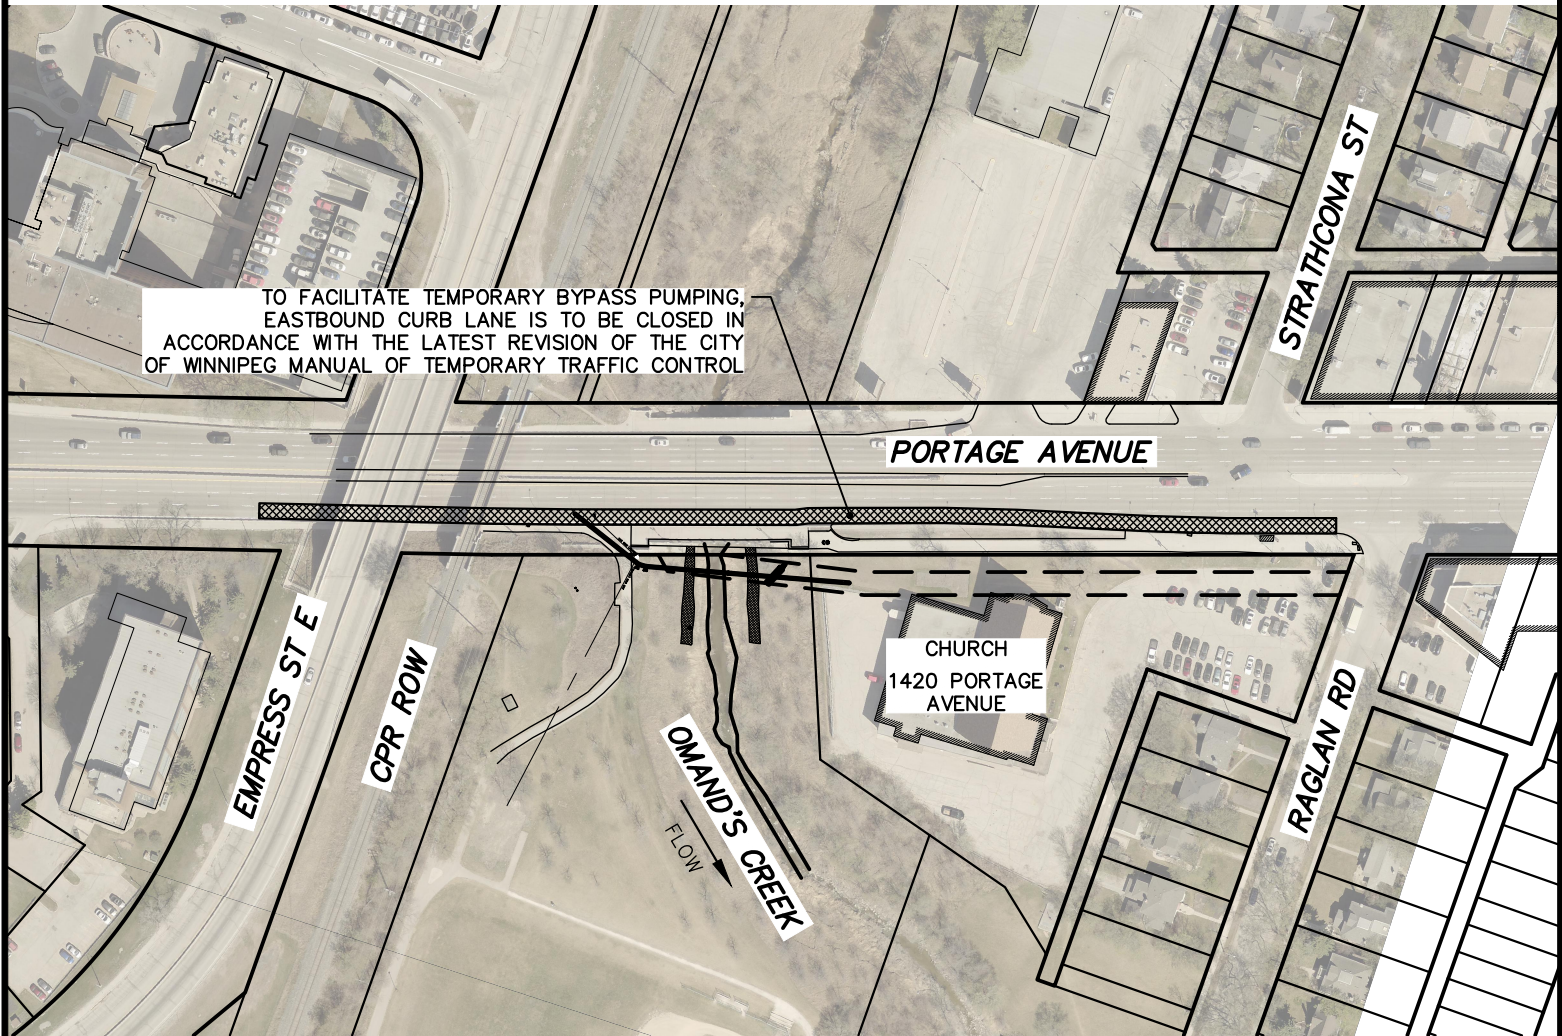 STRATHCONA ST
TO FACILITATE TEMPORARY BYPASS PUMPING,
EASTBOUND CURB LANE IS TO BE CLOSED IN
ACCORDANCE WITH THE LATEST REVISION OF THE CITY
OF WINNIPEG MANUAL OF TEMPORARY TRAFFIC CONTROL
PORTAGE AVENUE
EMPRESS ST E
CPR ROW
CHURCH
1420 PORTAGE
AVENUE
RAGLAN RD
OMAND'S CREEK
FLOW